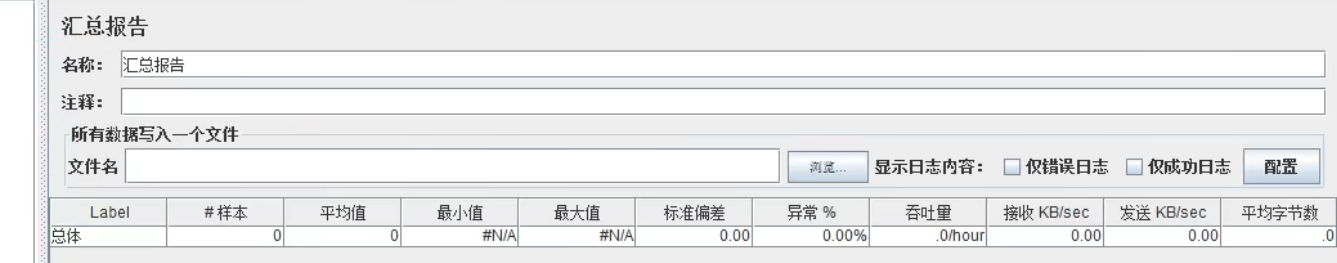 汇总报告
名称： 汇总报告
注释：
所有数据写入一个文件
文件名 浏览... 显示日志内容： 仅错误日志 仅成功日志 配置
Label # 样本 平均值 最小值 最大值 标准偏差 异常 % 吞吐量 接收 KB/sec 发送 KB/sec 平均字节数
总体 0 0 #N/A #N/A 0.00 0.00% .0/hour 0.00 0.00 .0